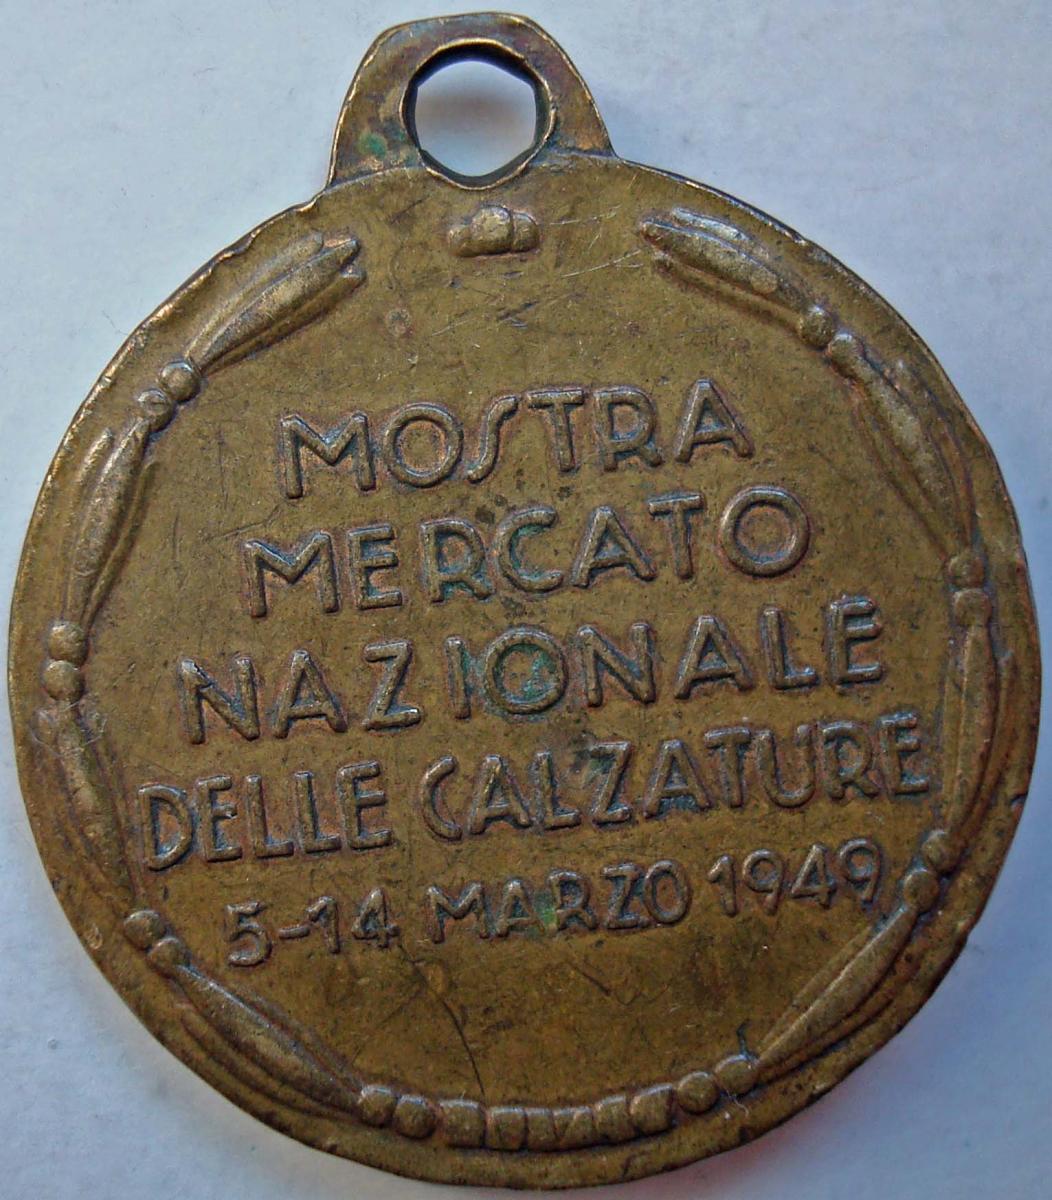 MOSTRA
MERCATO
NAZIONALE
DELLE CALZATURE
5-14 MARZO 1949